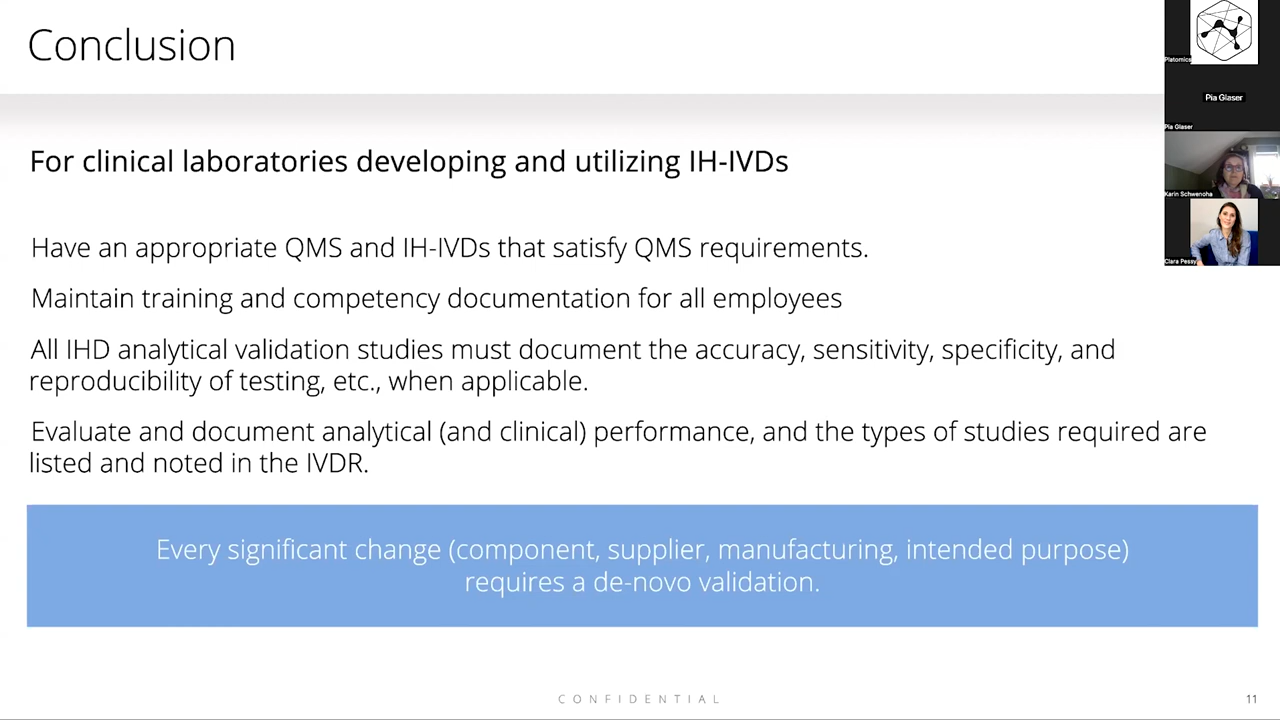 Conclusion
For clinical laboratories developing and utilizing IH-IVDs
Have an appropriate QMS and IH-IVDs that satisfy QMS requirements.
Maintain training and competency documentation for all employees
All IHD analytical validation studies must document the accuracy, sensitivity, specificity, and
reproducibility of testing, etc., when applicable.
Evaluate and document analytical (and clinical) performance, and the types of studies required are
listed and noted in the IVDR.
Every significant change (component, supplier, manufacturing, intended purpose)
requires a de-novo validation.
CONFIDENTIAL
11
Platomics
Pia Glaser
Pia Glaser
Karin Schwenoha
Clara Pessy